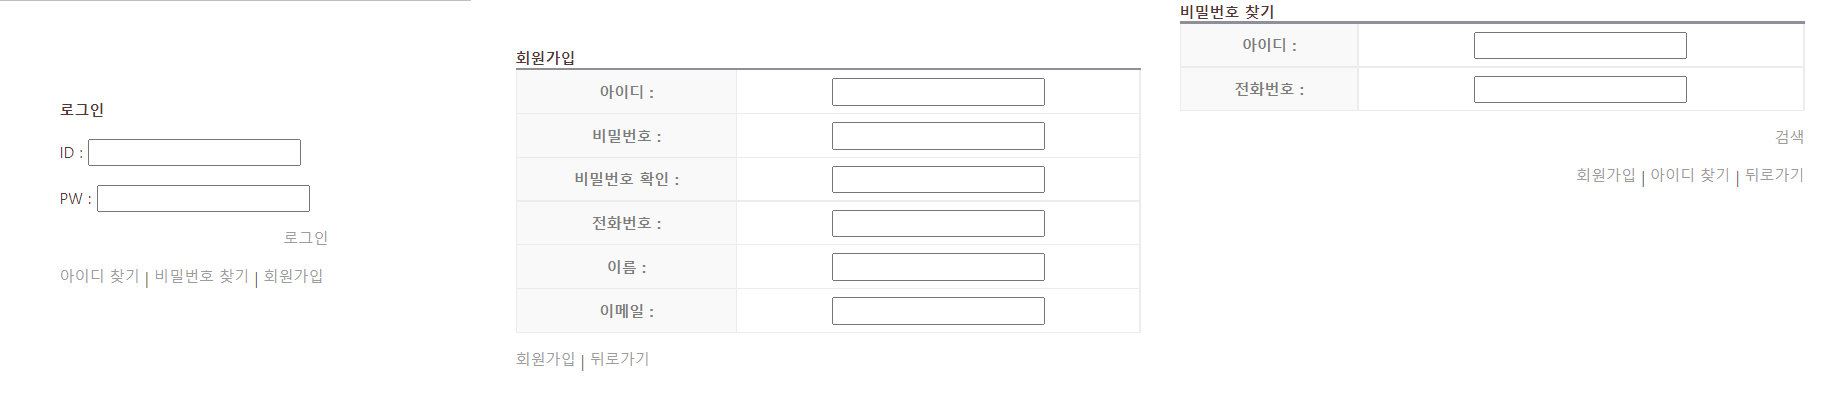 로그인
ID :
PW :
로그인
아이디 찾기 | 비밀번호 찾기 | 회원가입
회원가입
아이디 :
비밀번호 :
비밀번호 확인 :
전화번호 :
이름 :
이메일 :
회원가입 | 뒤로가기
비밀번호 찾기
아이디 :
전화번호 :
검색
회원가입 | 아이디 찾기 | 뒤로가기